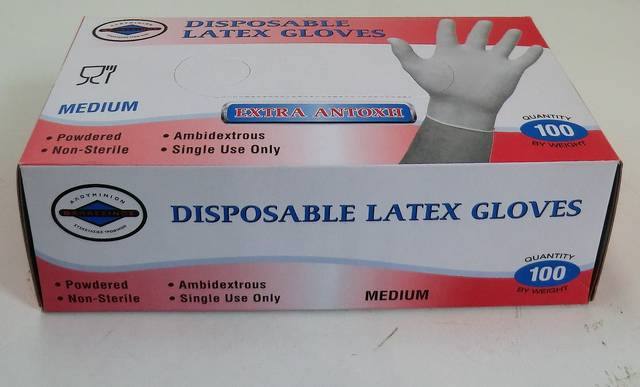 DISPOSABLE
LATEX GLOVES
MEDIUM
EXTRA ΑΝΤΟΧΗ
• Powdered
• Non-Sterile
• Ambidextrous
• Single Use Only
QUANTITY
100
BY WEIGHT
ΑΛΟΥΜΙΝΙΟΝ
DISPOSABLE LATEX GLOVES
• Powdered
• Non-Sterile
• Ambidextrous
• Single Use Only
MEDIUM
QUANTITY
100
BY WEIGHT